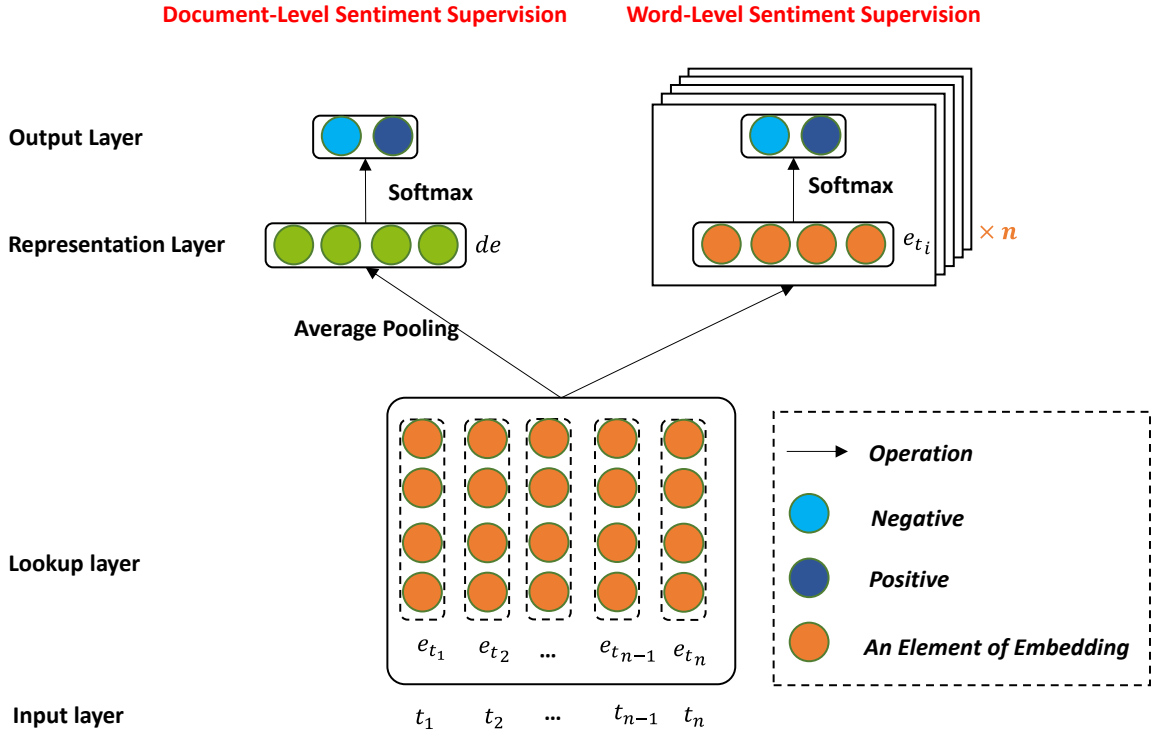 Document-Level Sentiment Supervision
Word-Level Sentiment Supervision
Output Layer
Softmax
Softmax
Representation Layer
de
e_{t_i}
× n
Average Pooling
Lookup layer
e_{t_1} e_{t_2} ... e_{t_{n-1}} e_{t_n}
Input layer
t_1 t_2 ... t_{n-1} t_n
Operation
Negative
Positive
An Element of Embedding